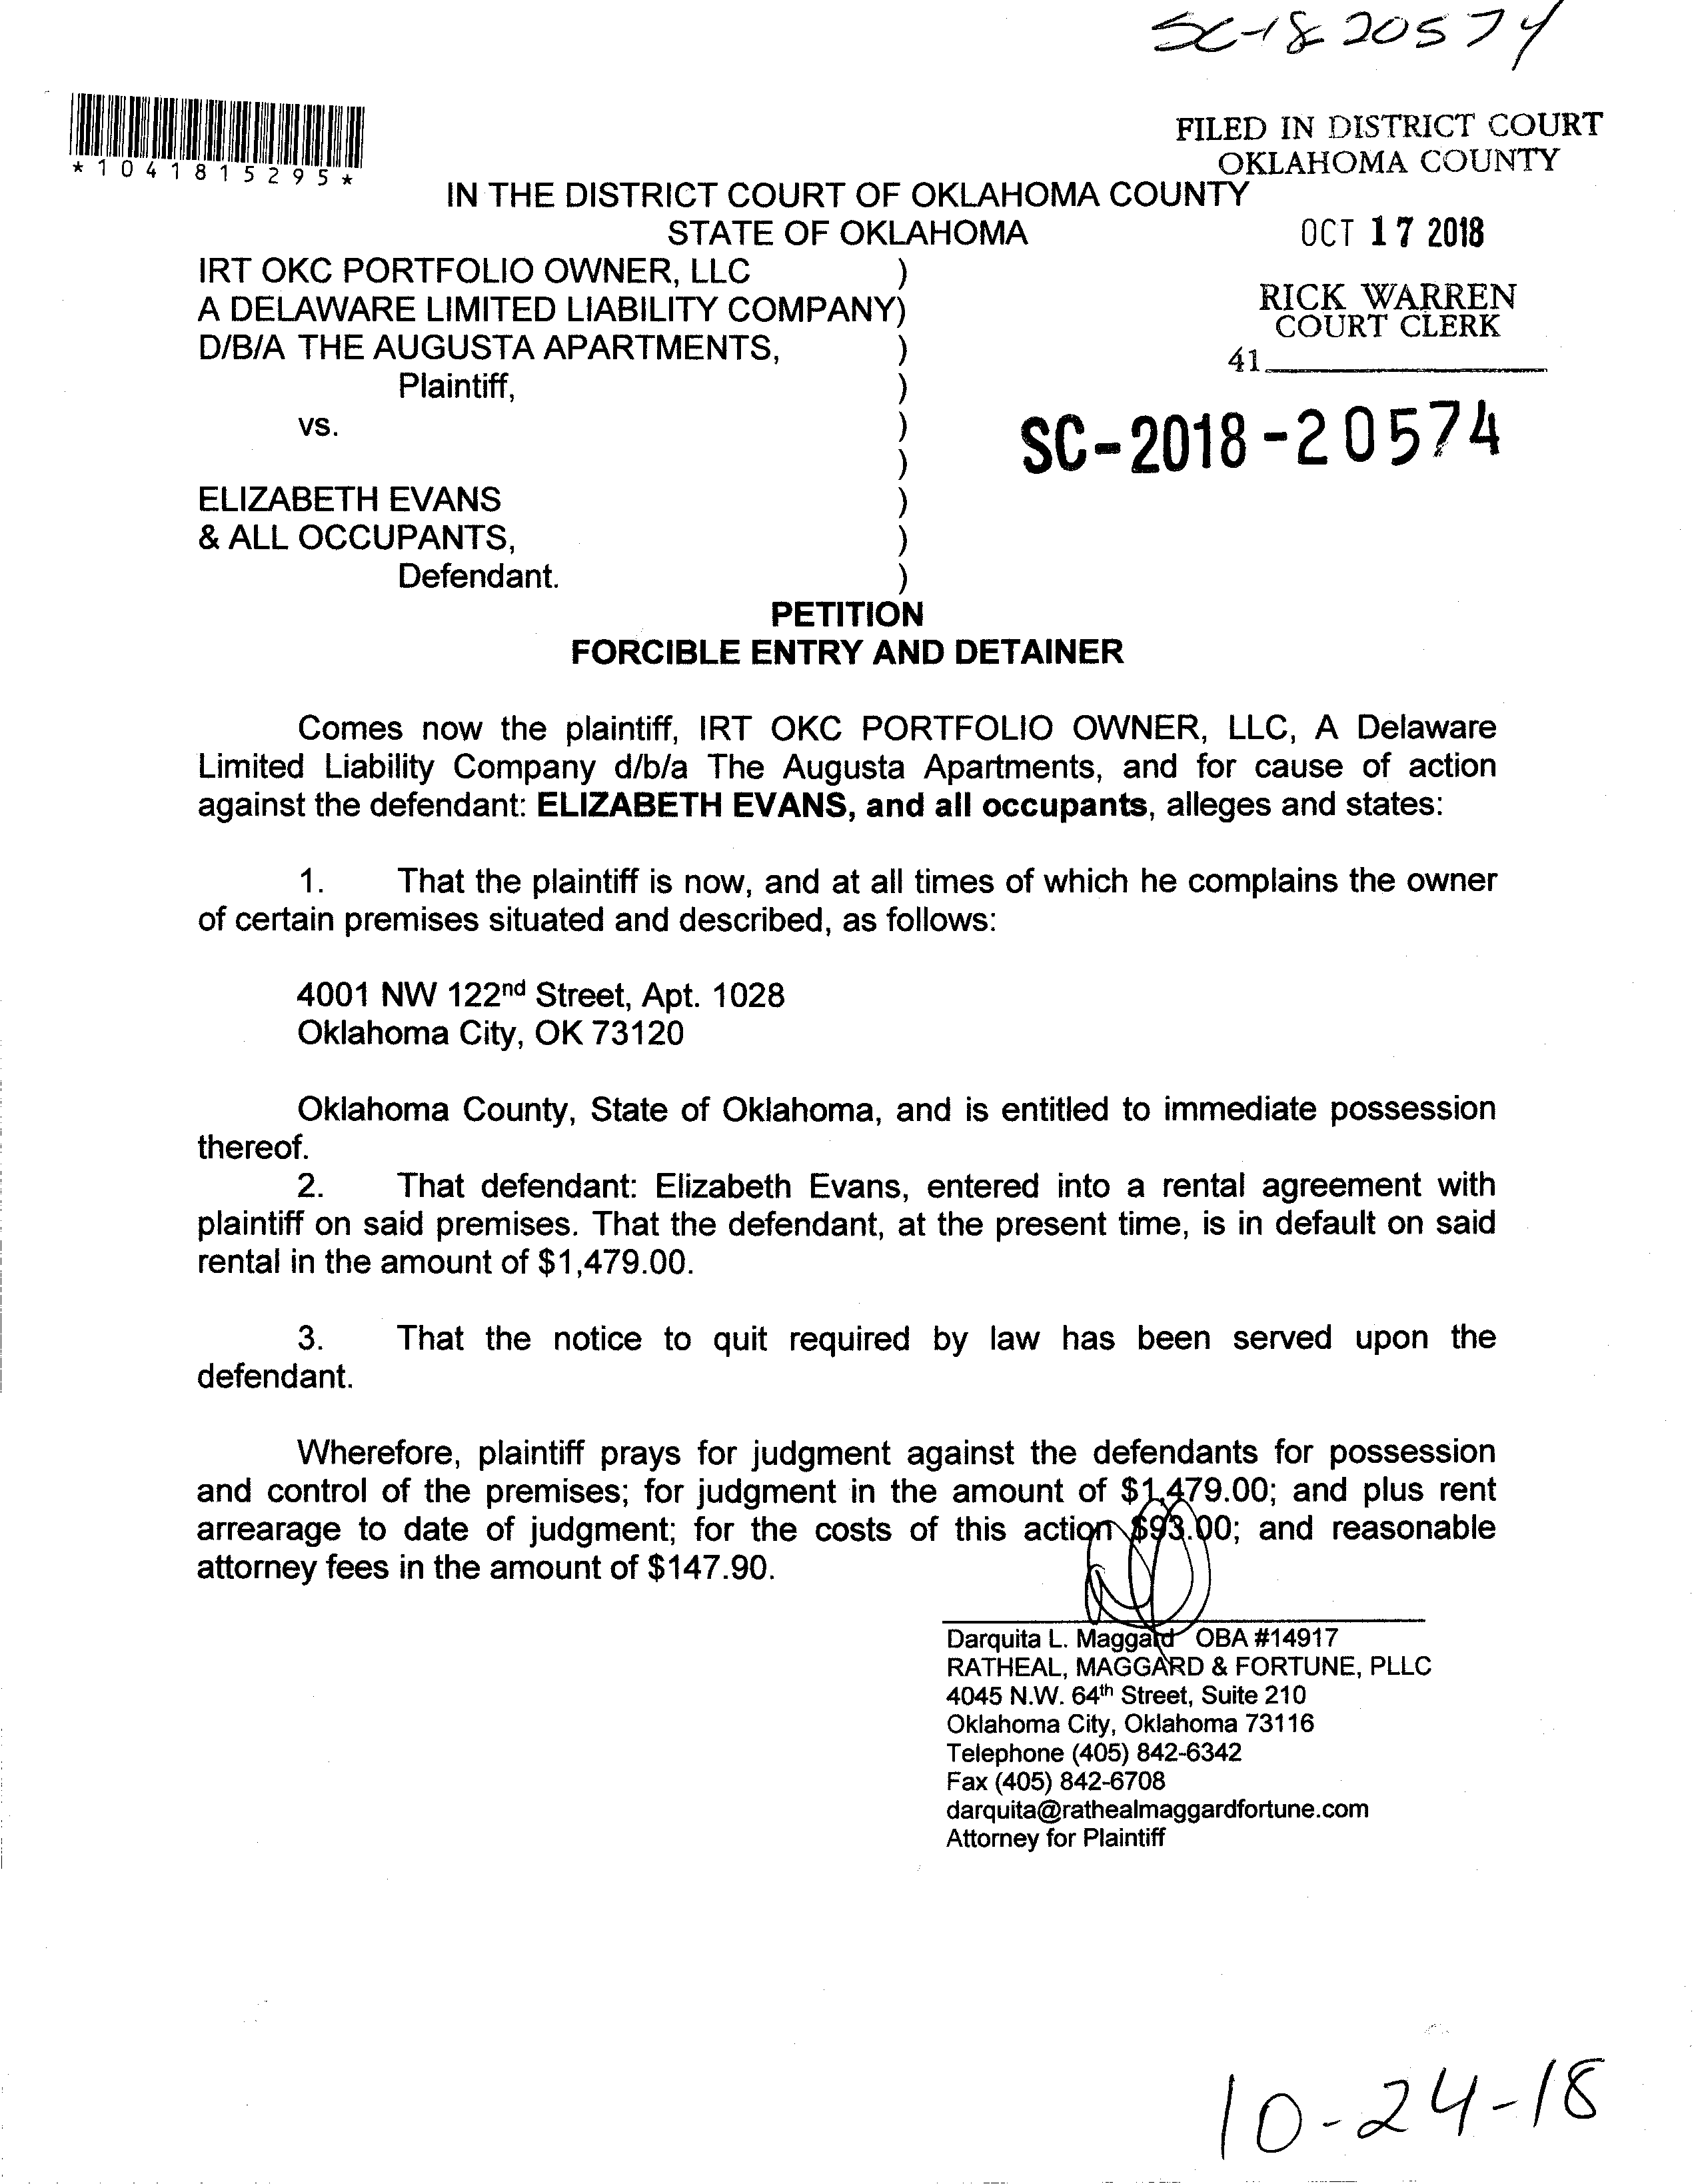 SC-18 20574
*1041815295*
FILED IN DISTRICT COURT
OKLAHOMA COUNTY
IN THE DISTRICT COURT OF OKLAHOMA COUNTY
STATE OF OKLAHOMA
OCT 17 2018
IRT OKC PORTFOLIO OWNER, LLC )
A DELAWARE LIMITED LIABILITY COMPANY)
D/B/A THE AUGUSTA APARTMENTS, )
Plaintiff, )
vs. )
)
ELIZABETH EVANS )
& ALL OCCUPANTS, )
Defendant. )
RICK WARREN
COURT CLERK
41
SC-2018-20574
PETITION
FORCIBLE ENTRY AND DETAINER
Comes now the plaintiff, IRT OKC PORTFOLIO OWNER, LLC, A Delaware
Limited Liability Company d/b/a The Augusta Apartments, and for cause of action
against the defendant: ELIZABETH EVANS, and all occupants, alleges and states:
1. That the plaintiff is now, and at all times of which he complains the owner
of certain premises situated and described, as follows:
4001 NW 122nd Street, Apt. 1028
Oklahoma City, OK 73120
Oklahoma County, State of Oklahoma, and is entitled to immediate possession
thereof.
2. That defendant: Elizabeth Evans, entered into a rental agreement with
plaintiff on said premises. That the defendant, at the present time, is in default on said
rental in the amount of $1,479.00.
3. That the notice to quit required by law has been served upon the
defendant.
Wherefore, plaintiff prays for judgment against the defendants for possession
and control of the premises; for judgment in the amount of $1,479.00; and plus rent
arrearage to date of judgment; for the costs of this action $93.00; and reasonable
attorney fees in the amount of $147.90.
Darquita L. Maggard OBA #14917
RATHEAL, MAGGARD & FORTUNE, PLLC
4045 N.W. 64th Street, Suite 210
Oklahoma City, Oklahoma 73116
Telephone (405) 842-6342
Fax (405) 842-6708
darquita@rathealmaggardfortune.com
Attorney for Plaintiff
10-24-18